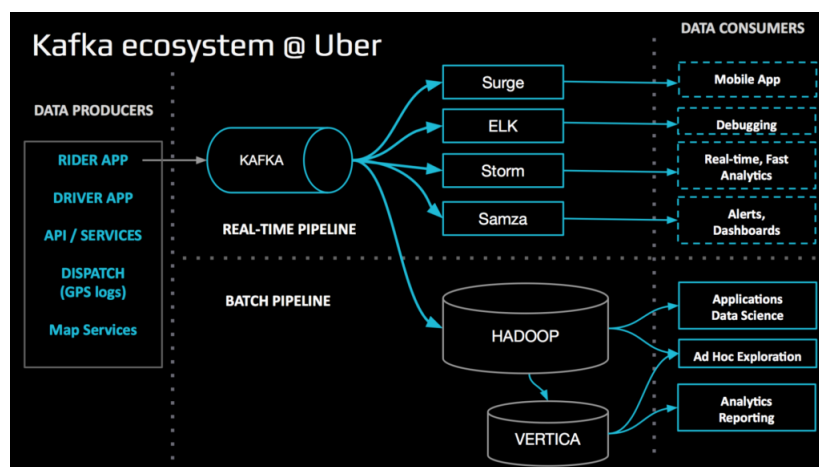 Kafka ecosystem @ Uber
DATA CONSUMERS
DATA PRODUCERS
RIDER APP
DRIVER APP
API / SERVICES
DISPATCH
(GPS logs)
Map Services
KAFKA
REAL-TIME PIPELINE
Surge
ELK
Storm
Samza
Mobile App
Debugging
Real-time, Fast
Analytics
Alerts,
Dashboards
BATCH PIPELINE
HADOOP
VERTICA
Applications
Data Science
Ad Hoc Exploration
Analytics
Reporting